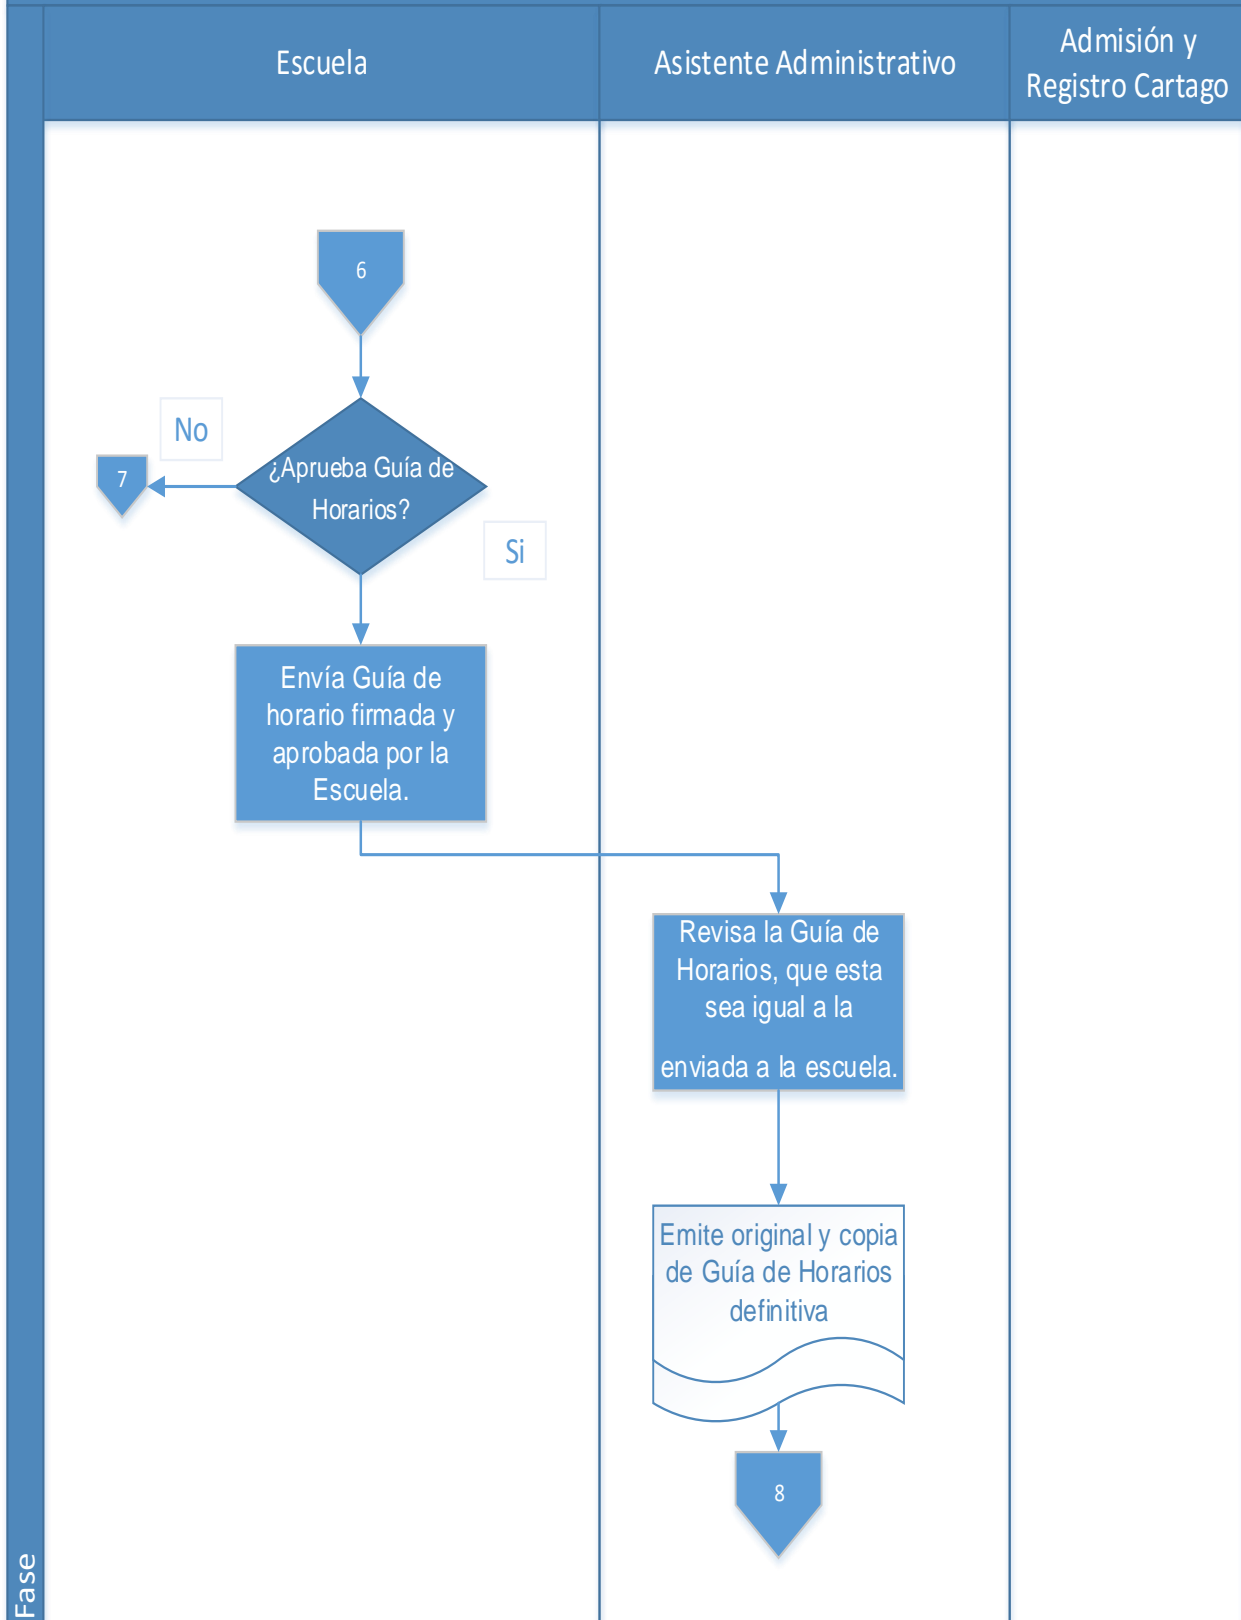 Escuela
Asistente Administrativo
Admisión y
Registro Cartago
6
No
7
¿Aprueba Guía de
Horarios?
Si
Envía Guía de
horario firmada y
aprobada por la
Escuela.
Revisa la Guía de
Horarios, que esta
sea igual a la
enviada a la escuela.
Emite original y copia
de Guía de Horarios
definitiva
8
Fase